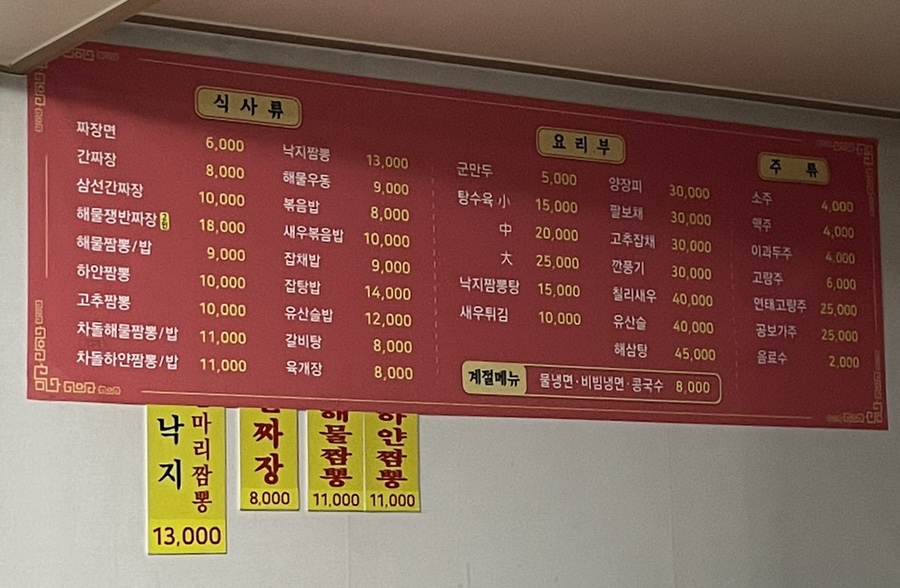 식사류
짜장면 6,000
간짜장 8,000
삼선간짜장 10,000
해물쟁반짜장 2인 18,000
해물짬뽕/밥 9,000
하얀짬뽕 10,000
고추짬뽕 10,000
차돌해물짬뽕/밥 11,000
차돌하얀짬뽕/밥 11,000
낙지짬뽕 13,000
해물우동 9,000
볶음밥 8,000
새우볶음밥 10,000
잡채밥 9,000
잡탕밥 14,000
유산슬밥 12,000
갈비탕 8,000
육개장 8,000
요리부
군만두 5,000
탕수육 小 15,000
中 20,000
大 25,000
낙지짬뽕탕 15,000
새우튀김 10,000
양장피 30,000
팔보채 30,000
고추잡채 30,000
깐풍기 30,000
칠리새우 40,000
유산슬 40,000
해삼탕 45,000
계절메뉴 물냉면·비빔냉면·콩국수 8,000
주류
소주 4,000
맥주 4,000
이과두주 4,000
고량주 6,000
연태고량주 25,000
공보가주 25,000
음료수 2,000
낙지
마리짬뽕
13,000
짜장
8,000
해물짬뽕
11,000
하얀짬뽕
11,000